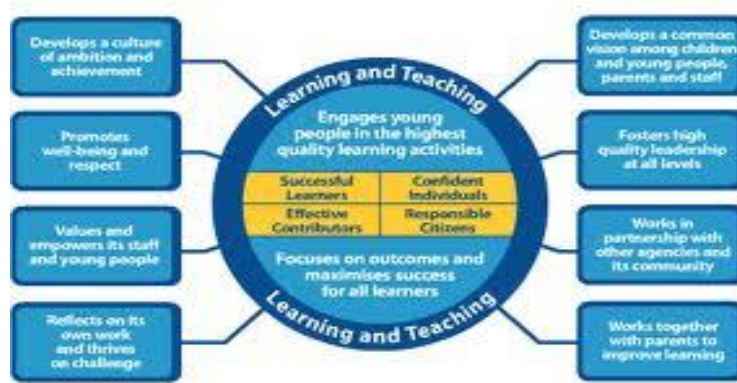 Develops a culture
of ambition and
achievement
Promotes
well-being and
respect
Values and
empowers its staff
and young people
Reflects on its
own work
and thrives
on challenge
Learning and Teaching
Engages young
people in the highest
quality learning activities
Successful
Learners
Confident
Individuals
Effective
Contributors
Responsible
Citizens
Focuses on outcomes and
maximises success
for all learners
Learning and Teaching
Develops a common
vision among children
and young people,
parents and staff
Fosters high
quality leadership
at all levels
Works in
partnership with
other agencies and
its community
Works together
with parents to
improve learning